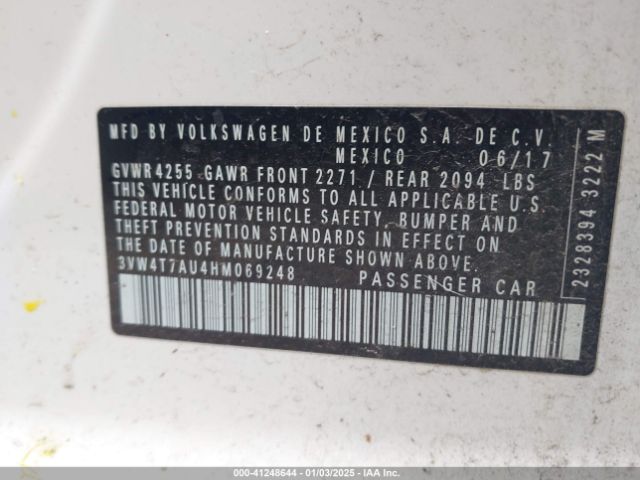 MFD BY VOLKSWAGEN DE MEXICO S.A. DE C.V.
MEXICO 06/17
GVWR 4255 GAWR FRONT 2271 / REAR 2094 LBS
THIS VEHICLE CONFORMS TO ALL APPLICABLE U.S
FEDERAL MOTOR VEHICLE SAFETY, BUMPER AND
THEFT PREVENTION STANDARDS IN EFFECT ON
THE DATE OF MANUFACTURE SHOWN ABOVE.
3VW4T7AU4HM069248 PASSENGER CAR
2328394 3222 M
000-41248644 — 01/03/2025 — IAAI.COM